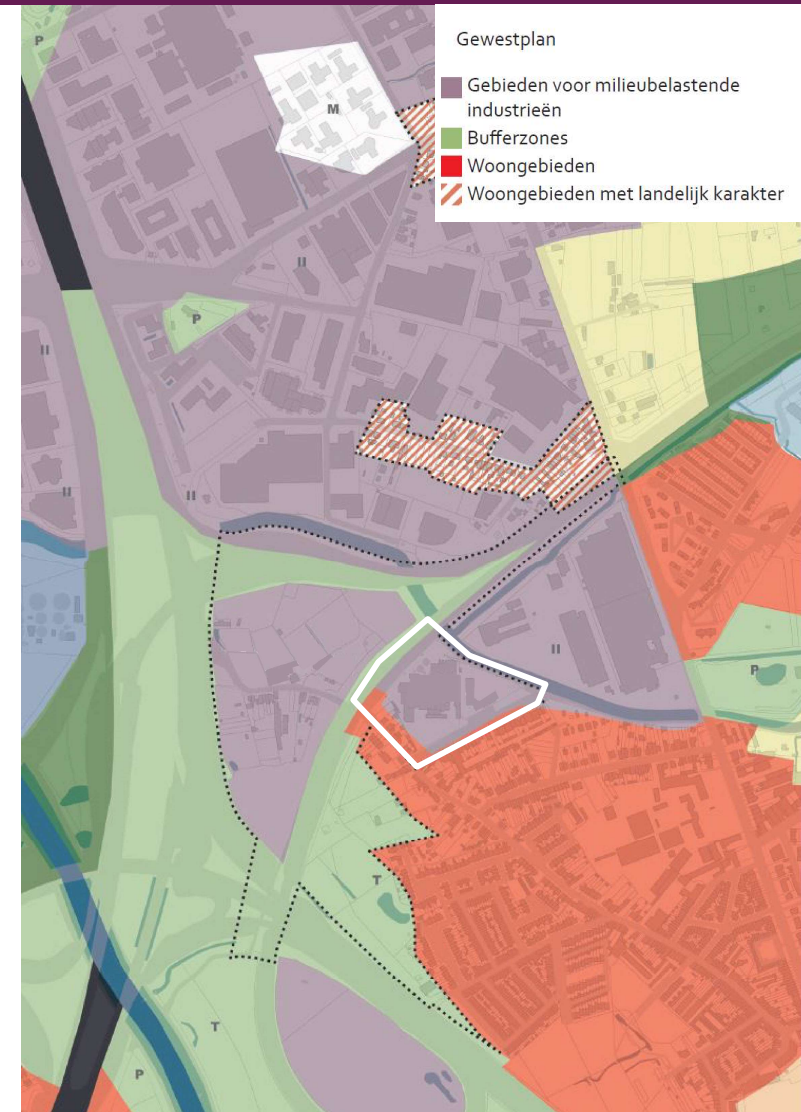 Gewestplan
Gebieden voor milieubelastende
industrieën
Bufferzones
Woongebieden
Woongebieden met landelijk karakter
P
M
II
P
II
II
II
II
P
T
T
P